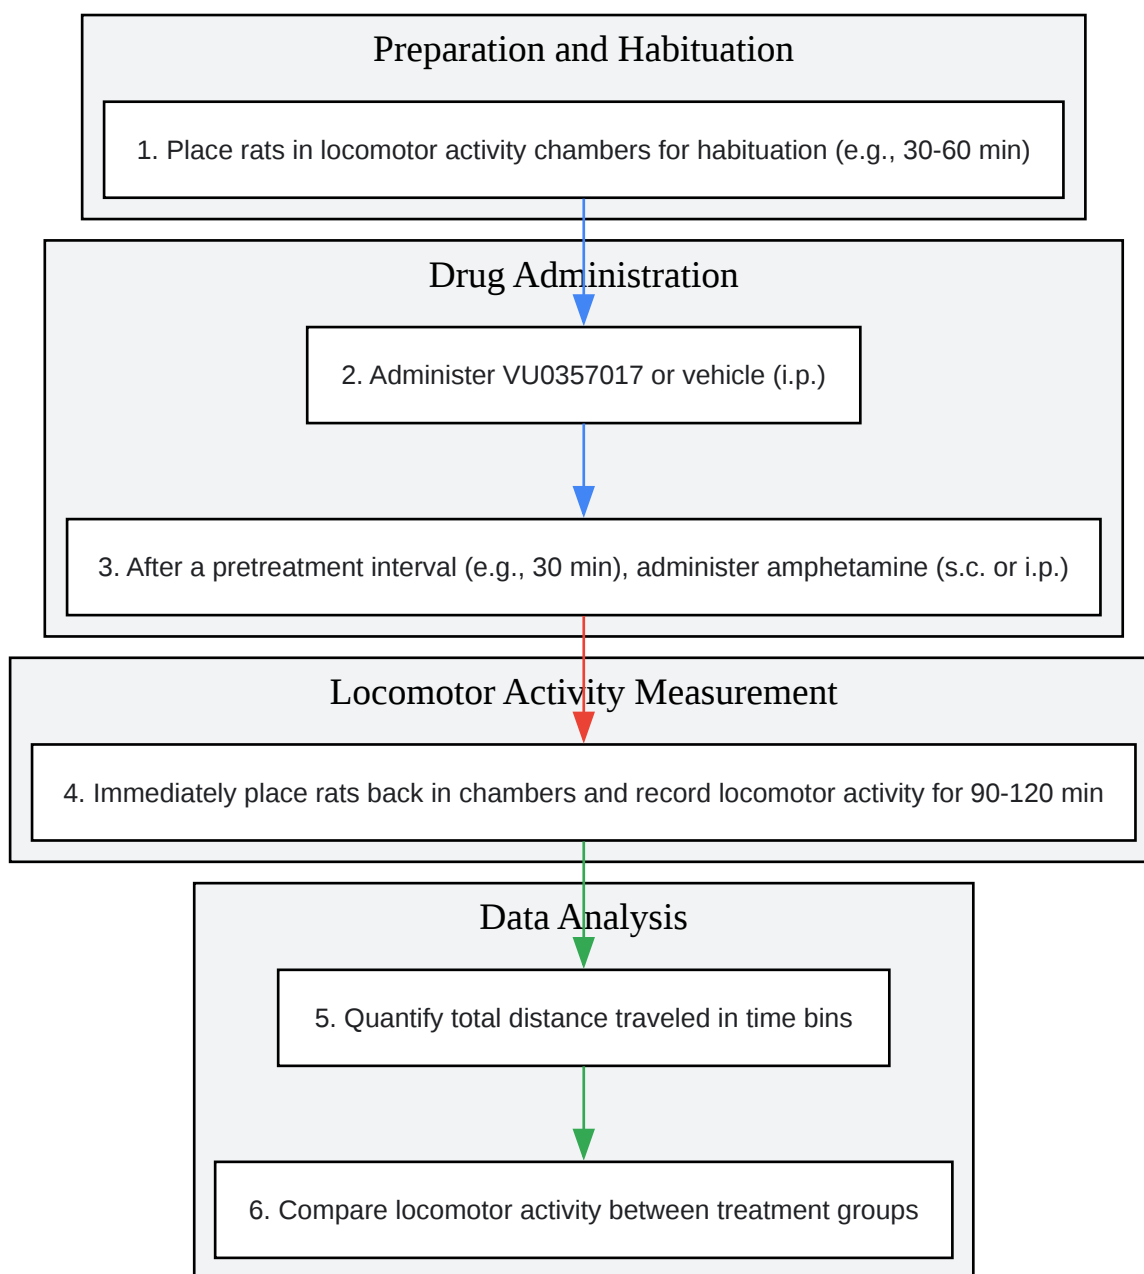 Preparation and Habituation
1. Place rats in locomotor activity chambers for habituation (e.g., 30-60 min)
Drug Administration
2. Administer VU0357017 or vehicle (i.p.)
3. After a pretreatment interval (e.g., 30 min), administer amphetamine (s.c. or i.p.)
Locomotor Activity Measurement
4. Immediately place rats back in chambers and record locomotor activity for 90-120 min
Data Analysis
5. Quantify total distance traveled in time bins
6. Compare locomotor activity between treatment groups